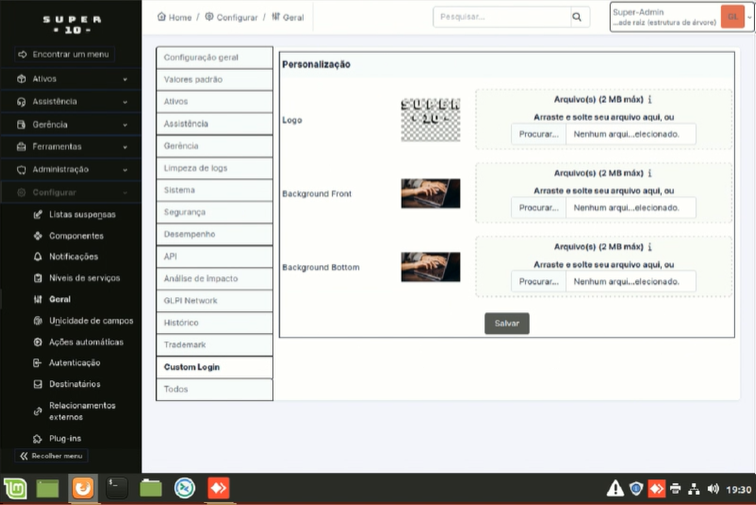 SUPER
- 10 -
Encontrar um menu
Ativos
Assistência
Gerência
Ferramentas
Administração
Configurar
Listas suspensas
Componentes
Notificações
Níveis de serviços
Geral
Unicidade de campos
Ações automáticas
Autenticação
Destinatários
Relacionamentos
externos
Plug-ins
Recolher menu
Home / Configurar / Geral
Pesquisar...
Super-Admin
...ade raiz (estrutura de árvore)
GL
Configuração geral
Valores padrão
Ativos
Assistência
Gerência
Limpeza de logs
Sistema
Segurança
Desempenho
API
Análise de impacto
GLPI Network
Histórico
Trademark
Custom Login
Todos
Personalização
Logo
SUPER
- 10 -
Arquivo(s) (2 MB máx) i
Arraste e solte seu arquivo aqui, ou
Procurar... Nenhum arqui...elecionado.
Background Front
Arquivo(s) (2 MB máx) i
Arraste e solte seu arquivo aqui, ou
Procurar... Nenhum arqui...elecionado.
Background Bottom
Arquivo(s) (2 MB máx) i
Arraste e solte seu arquivo aqui, ou
Procurar... Nenhum arqui...elecionado.
Salvar
19:30